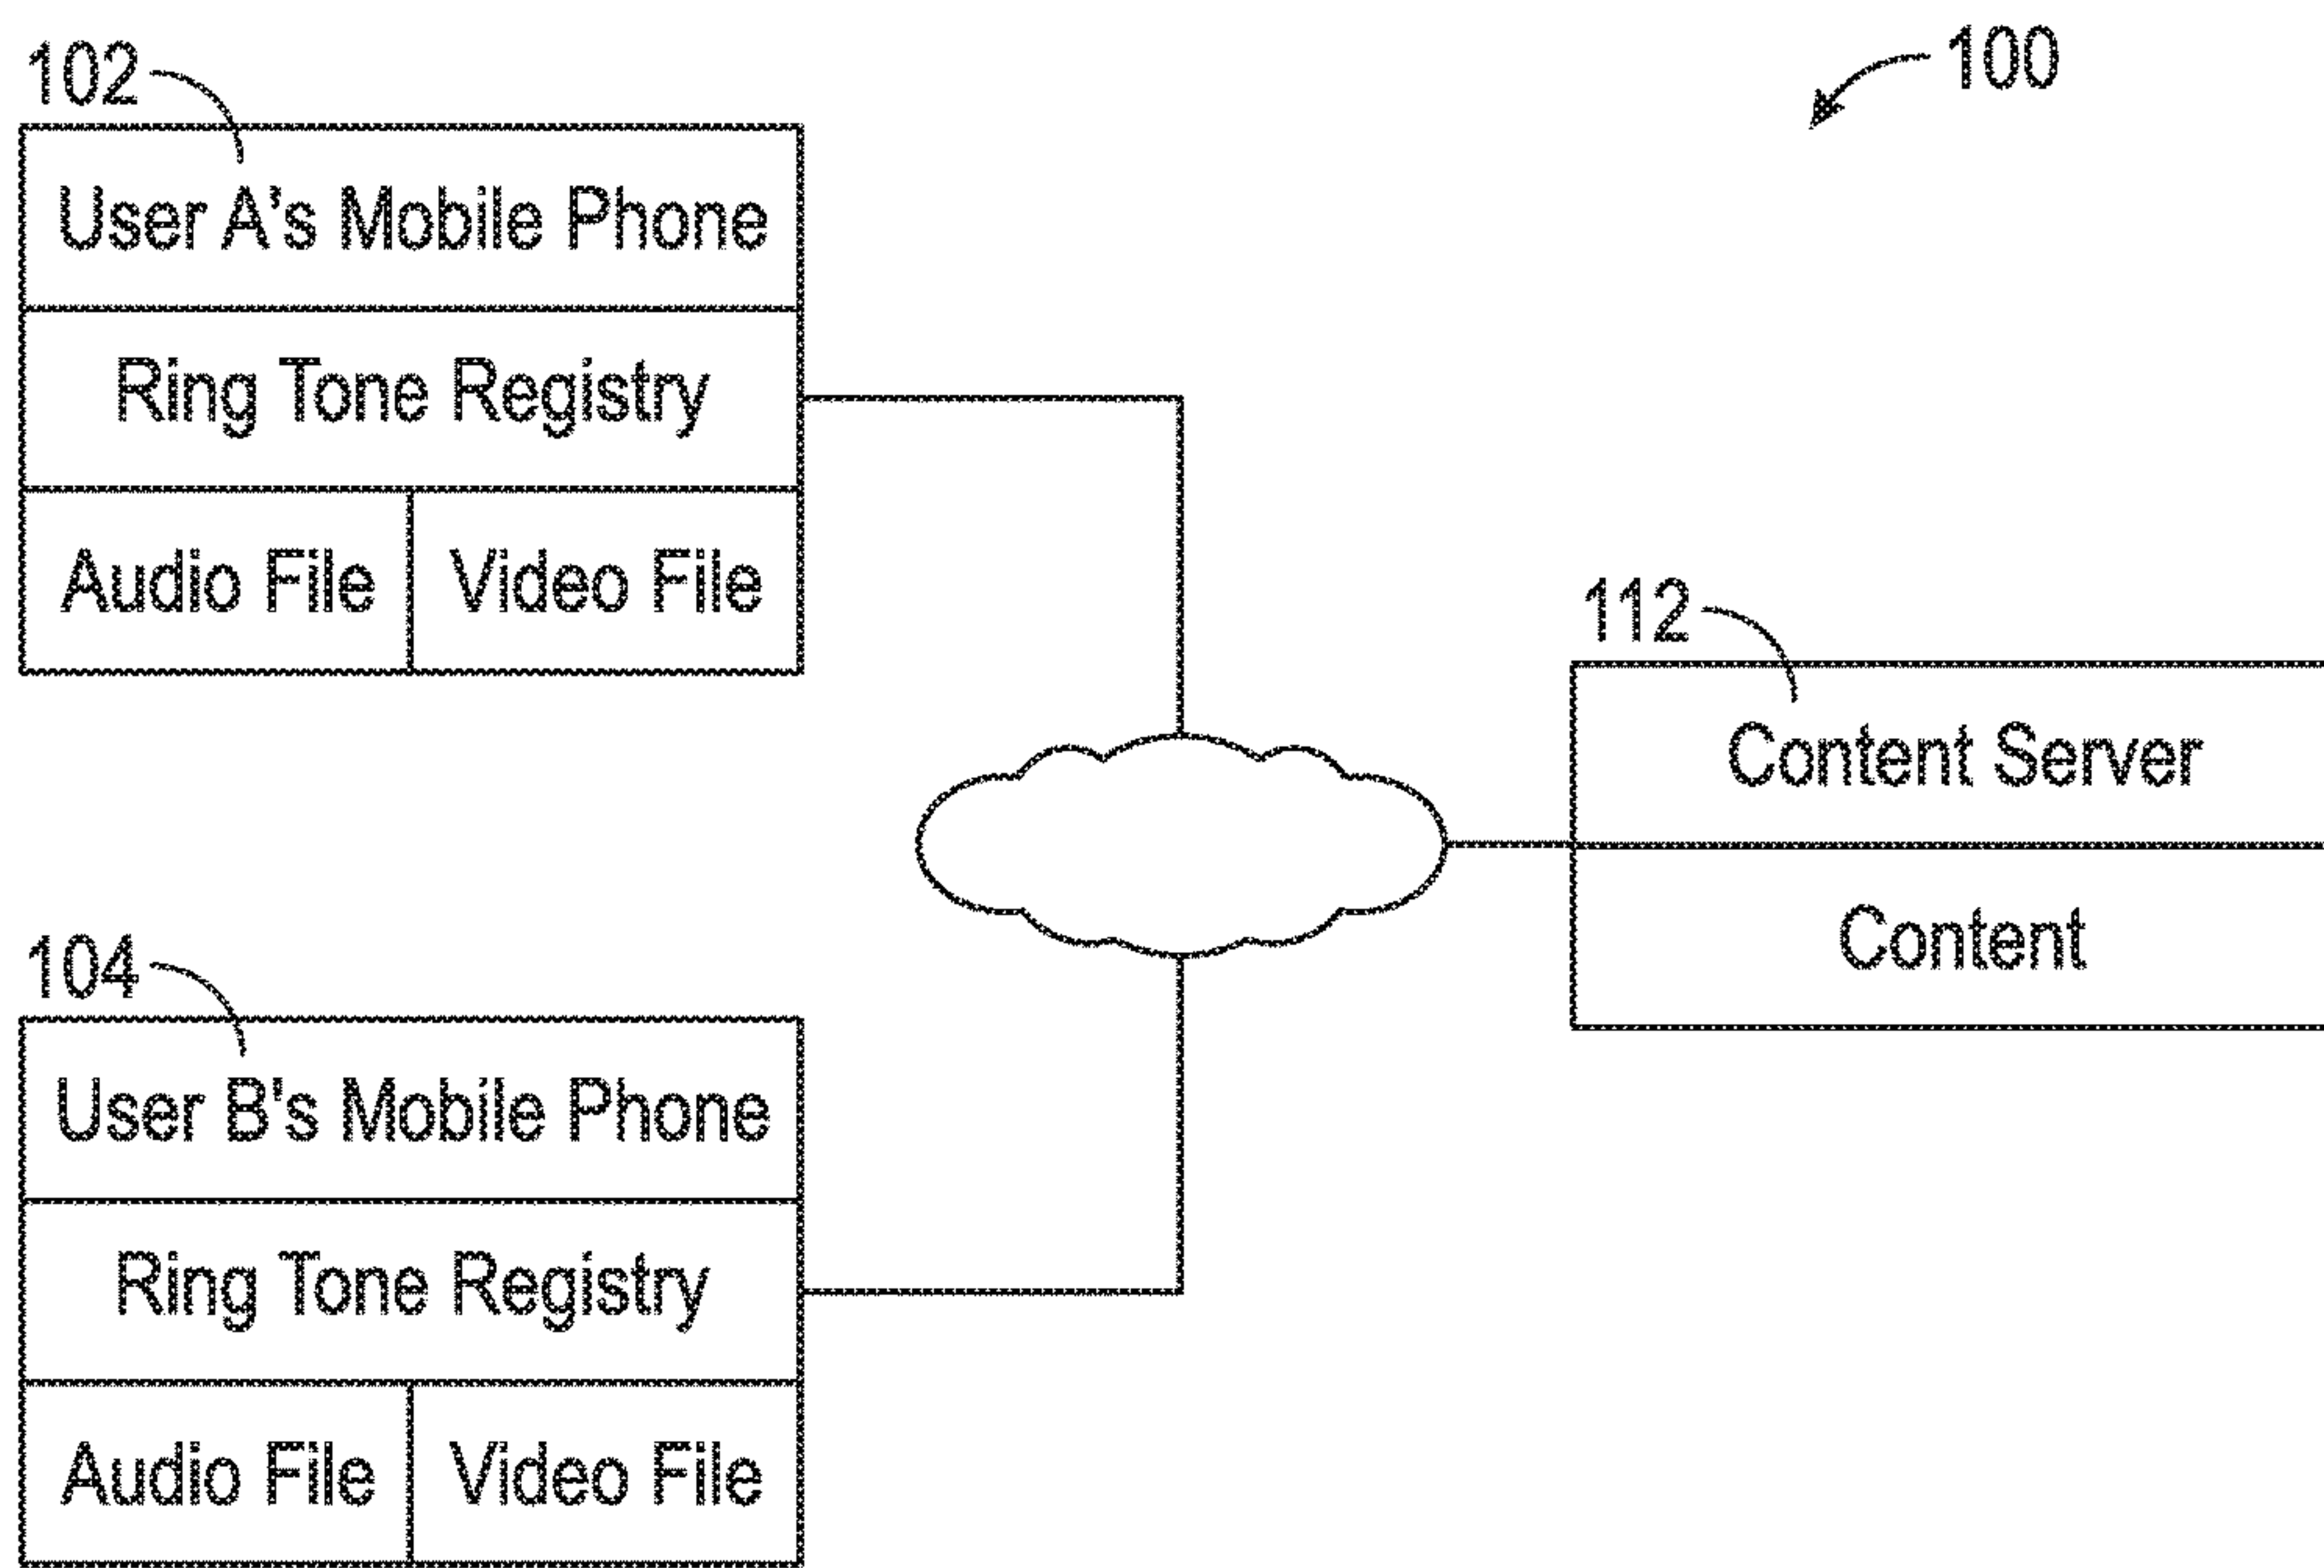 100
102
User A's Mobile Phone
Ring Tone Registry
Audio File Video File
112
Content Server
Content
104
User B's Mobile Phone
Ring Tone Registry
Audio File Video File